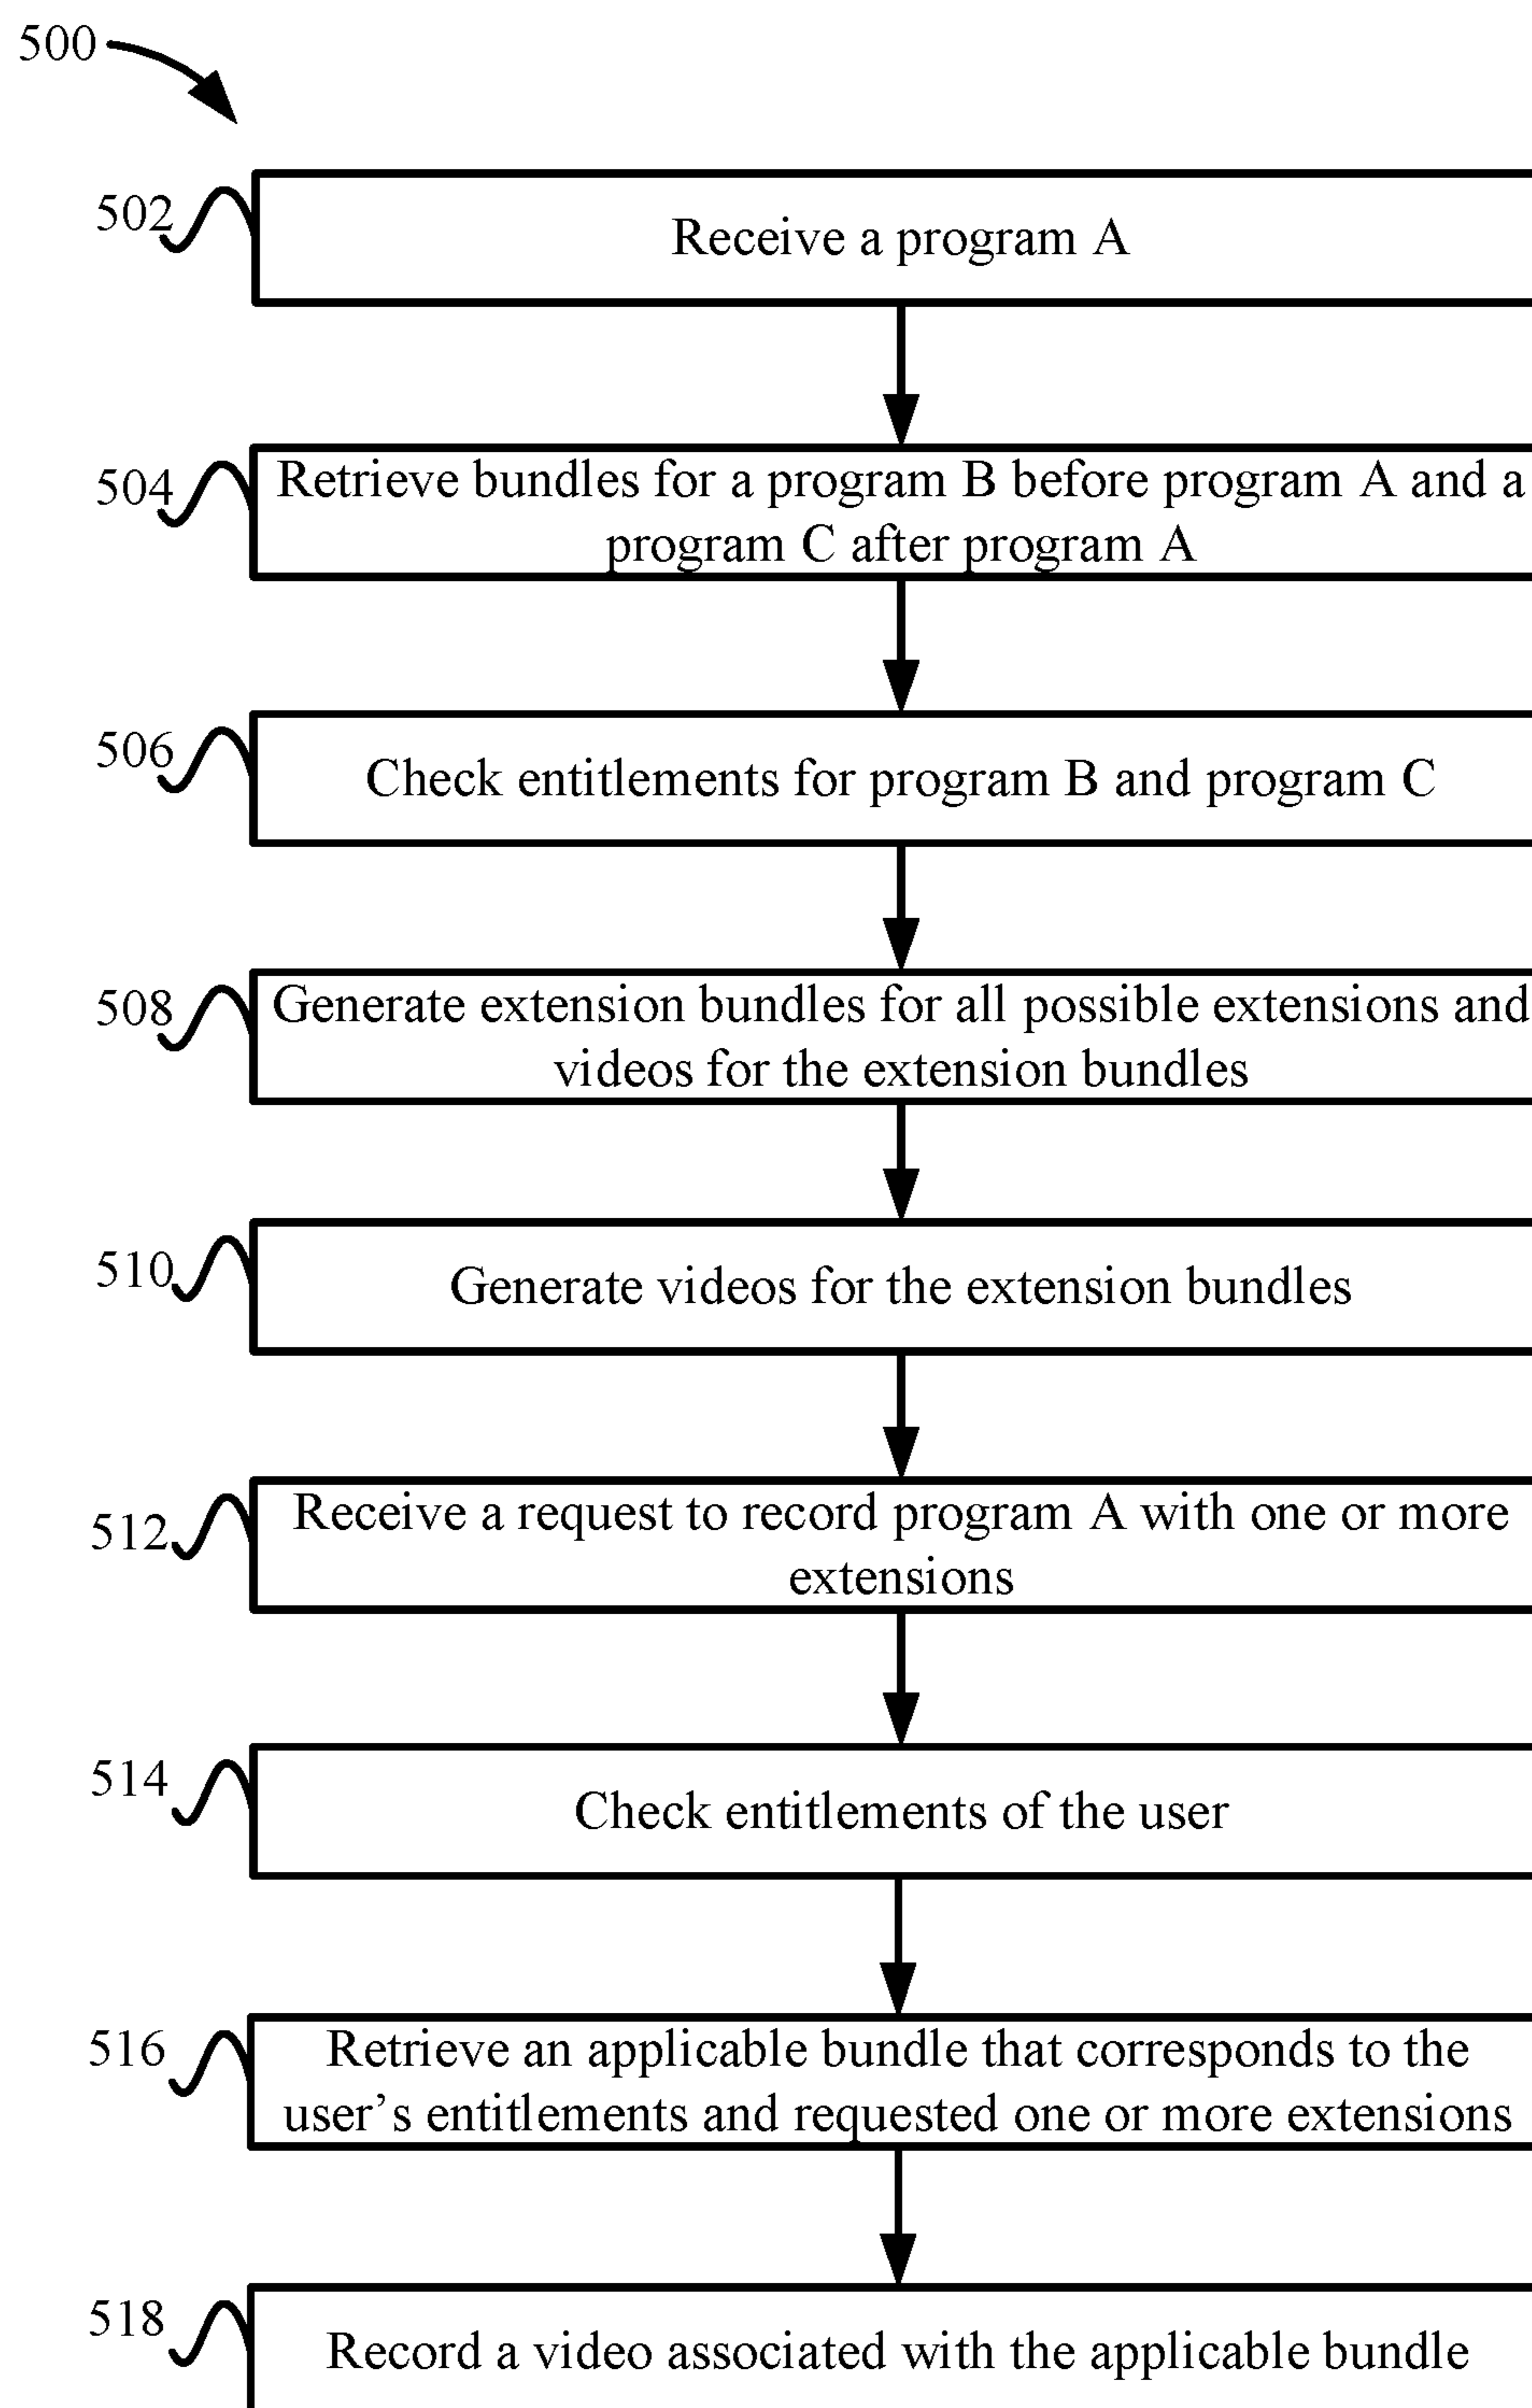 500
502
Receive a program A
504
Retrieve bundles for a program B before program A and a
program C after program A
506
Check entitlements for program B and program C
508
Generate extension bundles for all possible extensions and
videos for the extension bundles
510
Generate videos for the extension bundles
512
Receive a request to record program A with one or more
extensions
514
Check entitlements of the user
516
Retrieve an applicable bundle that corresponds to the
user’s entitlements and requested one or more extensions
518
Record a video associated with the applicable bundle